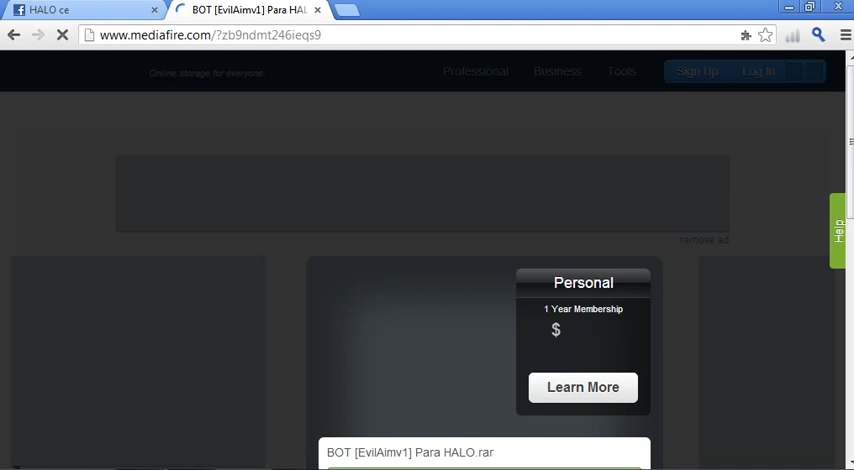 HALO ce
BOT [EvilAimv1] Para HAL
www.mediafire.com/?zb9ndmt246ieqs9
Online storage for everyone.
Professional Business Tools Sign Up Log In
remove ad
Help
Personal
1 Year Membership
$
Learn More
BOT [EvilAimv1] Para HALO.rar